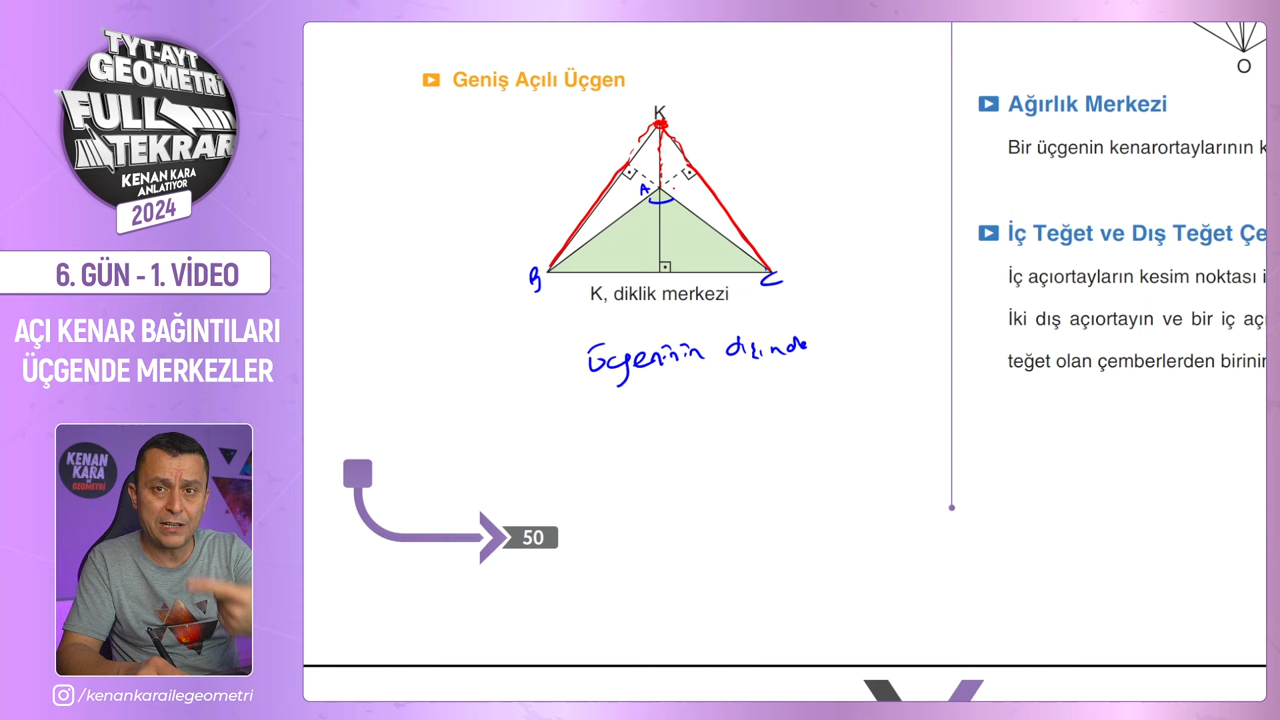 TYT-AYT
GEOMETRİ
FULL
TEKRAR
KENAN KARA
ANLATIYOR
2024
6. GÜN - 1. VİDEO
AÇI KENAR BAĞINTILARI
ÜÇGENDE MERKEZLER
KENAN
KARA
GEOMETRİ
/kenankarailegeometri
Geniş Açılı Üçgen
K
A
B
C
K, diklik merkezi
Üçgeninin dışında
50
O
Ağırlık Merkezi
Bir üçgenin kenarortaylarının k
İç Teğet ve Dış Teğet Çe
İç açıortayların kesim noktası i
İki dış açıortayın ve bir iç açı
teğet olan çemberlerden birinin